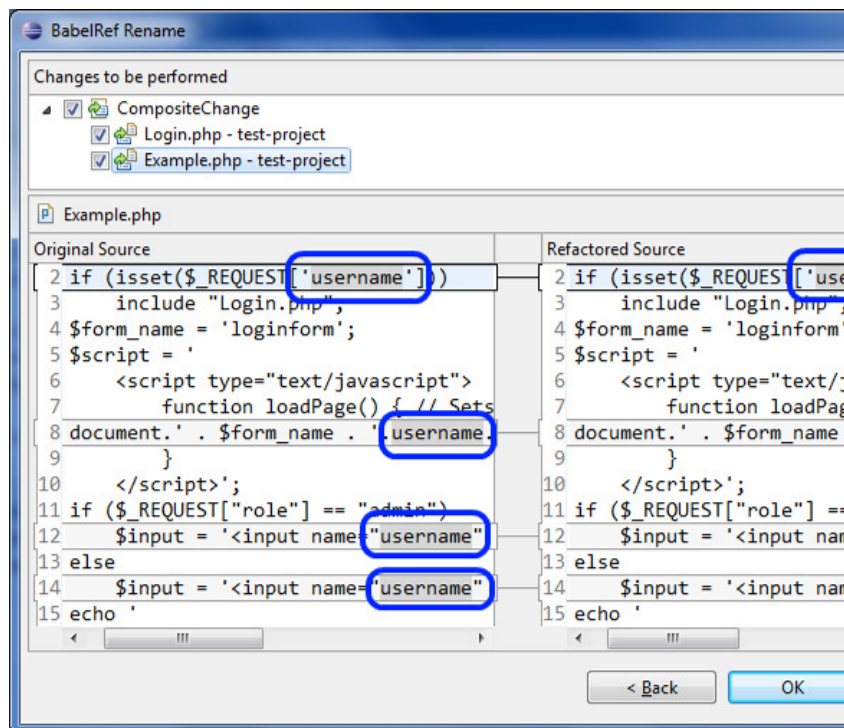 BabelRef Rename
Changes to be performed
CompositeChange
Login.php - test-project
Example.php - test-project
Example.php
Original Source
2 if (isset($_REQUEST['username']))
3 include "Login.php";
4 $form_name = 'loginform';
5 $script = '
6 <script type="text/javascript">
7 function loadPage() { // Sets
8 document.' . $form_name . '.username.
9 }
10 </script>';
11 if ($_REQUEST["role"] == "admin")
12 $input = '<input name="username"
13 else
14 $input = '<input name="username"
15 echo '
Refactored Source
2 if (isset($_REQUEST['use
3 include "Login.php";
4 $form_name = 'loginform'
5 $script = '
6 <script type="text/j
7 function loadPag
8 document.' . $form_name
9 }
10 </script>';
11 if ($_REQUEST["role"] ==
12 $input = '<input nam
13 else
14 $input = '<input nam
15 echo '
< Back
OK